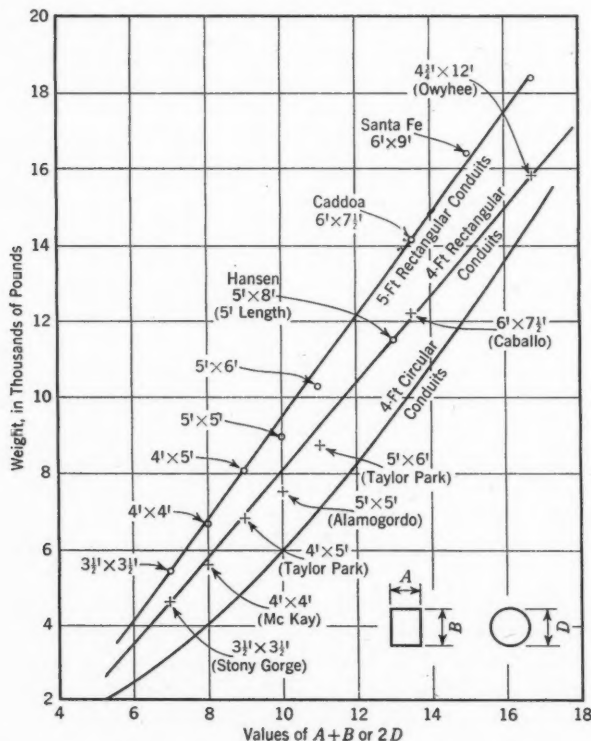 20
18
16
14
12
10
8
6
4
2
Weight, in Thousands of Pounds
4¾'×12'
(Owyhee)
Santa Fe
6'×9'
Caddoa
6'×7½'
5-Ft Rectangular Conduits
4-Ft Rectangular
Conduits
Hansen
5'×8'
(5' Length)
6'×7½'
(Caballo)
4-Ft Circular
Conduits
5'×6'
5'×5'
4'×5'
5'×6'
(Taylor Park)
4'×4'
5'×5'
(Alamogordo)
3½'×3½'
4'×5'
(Taylor Park)
4'×4'
(Mc Kay)
3½'×3½'
(Stony Gorge)
A
B
D
4 6 8 10 12 14 16 18
Values of A+B or 2D